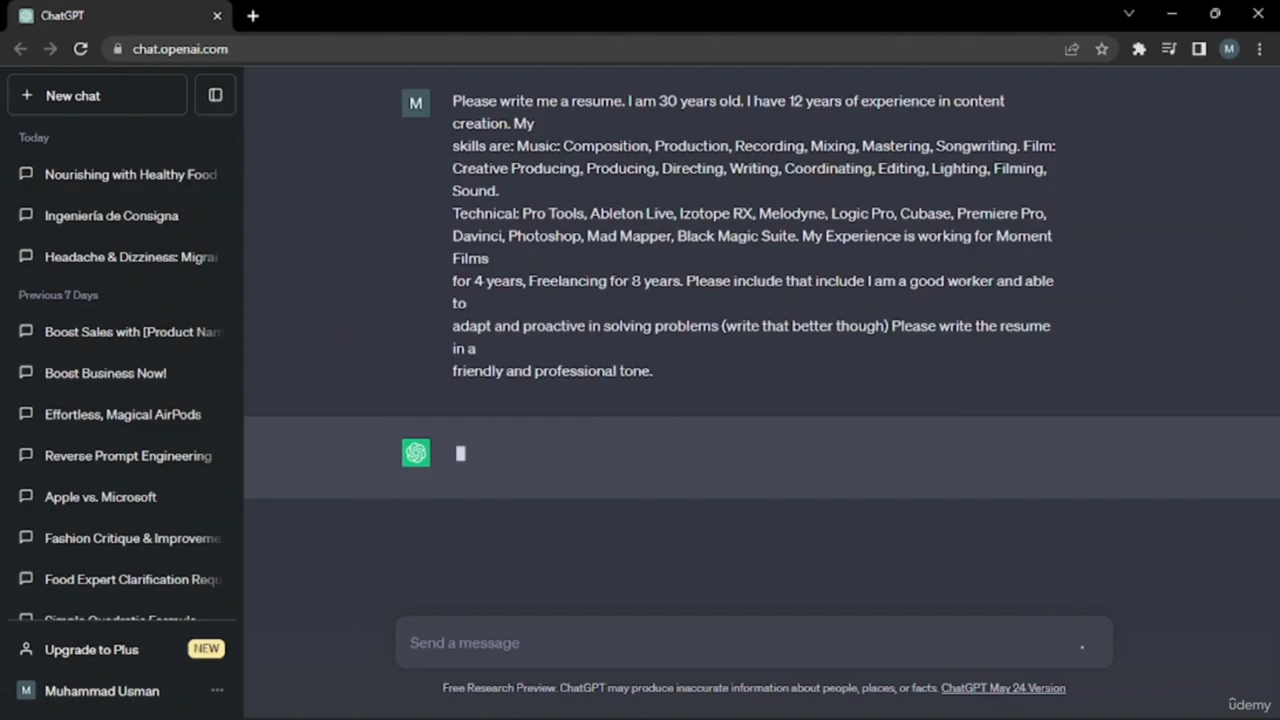 ChatGPT
chat.openai.com
M
New chat
Today
Nourishing with Healthy Food
Ingeniería de Consigna
Headache & Dizziness: Migrai
Previous 7 Days
Boost Sales with [Product Nam
Boost Business Now!
Effortless, Magical AirPods
Reverse Prompt Engineering
Apple vs. Microsoft
Fashion Critique & Improveme
Food Expert Clarification Requ
Simple Quadratic Formula
Upgrade to Plus
NEW
M
Muhammad Usman
M
Please write me a resume. I am 30 years old. I have 12 years of experience in content
creation. My
skills are: Music: Composition, Production, Recording, Mixing, Mastering, Songwriting. Film:
Creative Producing, Producing, Directing, Writing, Coordinating, Editing, Lighting, Filming,
Sound.
Technical: Pro Tools, Ableton Live, Izotope RX, Melodyne, Logic Pro, Cubase, Premiere Pro,
Davinci, Photoshop, Mad Mapper, Black Magic Suite. My Experience is working for Moment
Films
for 4 years, Freelancing for 8 years. Please include that include I am a good worker and able
to
adapt and proactive in solving problems (write that better though) Please write the resume
in a
friendly and professional tone.
Send a message
Free Research Preview. ChatGPT may produce inaccurate information about people, places, or facts. ChatGPT May 24 Version
ûdemy